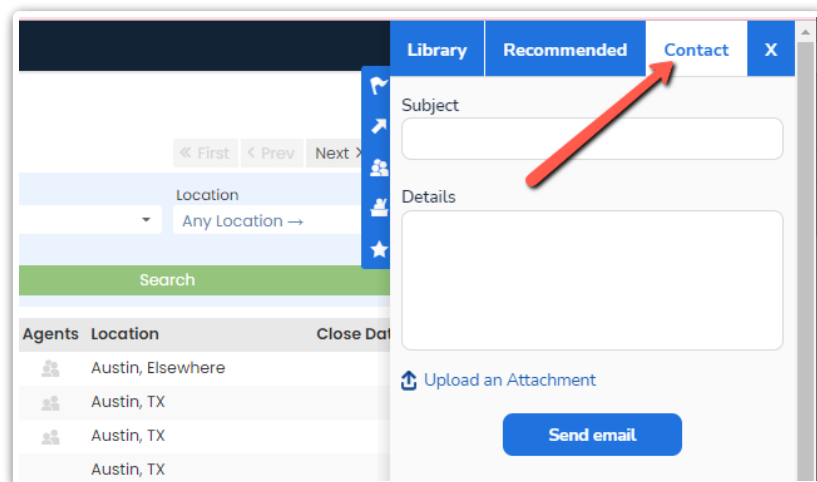 Library Recommended Contact X
Subject
« First < Prev Next >
Location
Any Location →
Details
Search
Agents Location Close Dat
Austin, Elsewhere
Austin, TX
Austin, TX
Austin, TX
Upload an Attachment
Send email